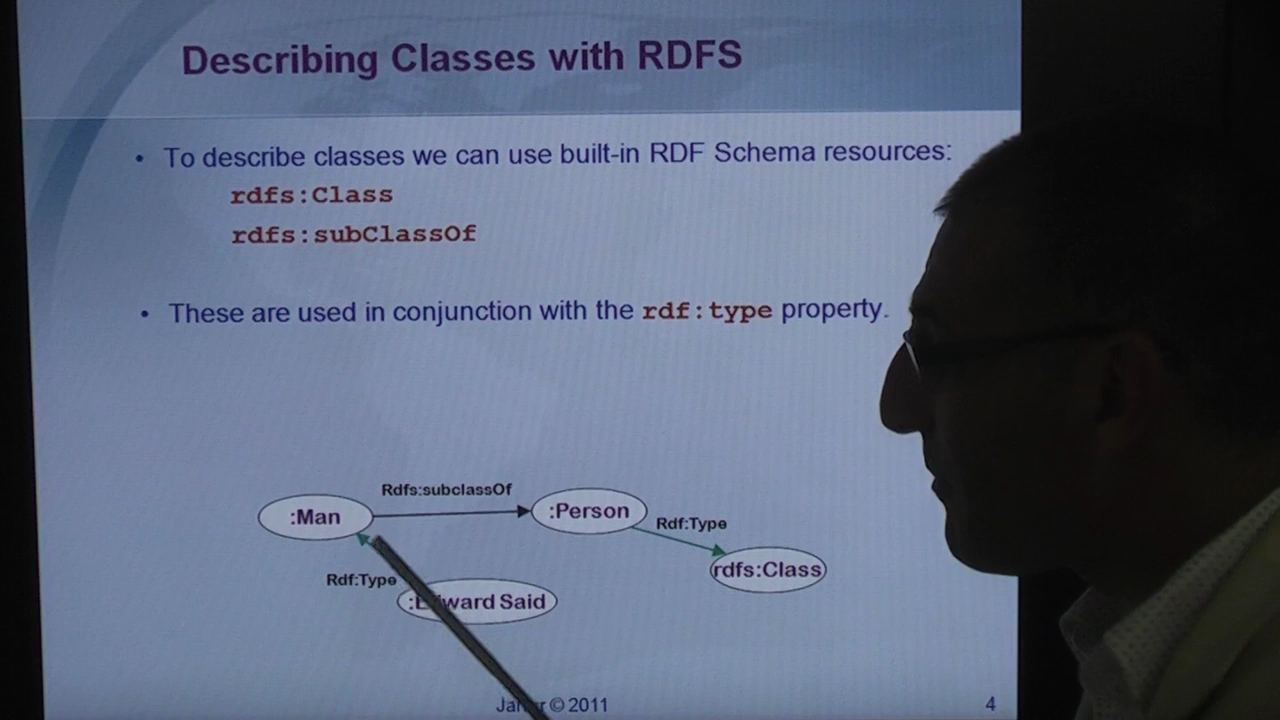 Describing Classes with RDFS
• To describe classes we can use built-in RDF Schema resources:
rdfs:Class
rdfs:subClassOf
• These are used in conjunction with the rdf:type property.
Rdfs:subclassOf
:Man
:Person
Rdf:Type
rdfs:Class
Rdf:Type
Said
© 2011
4